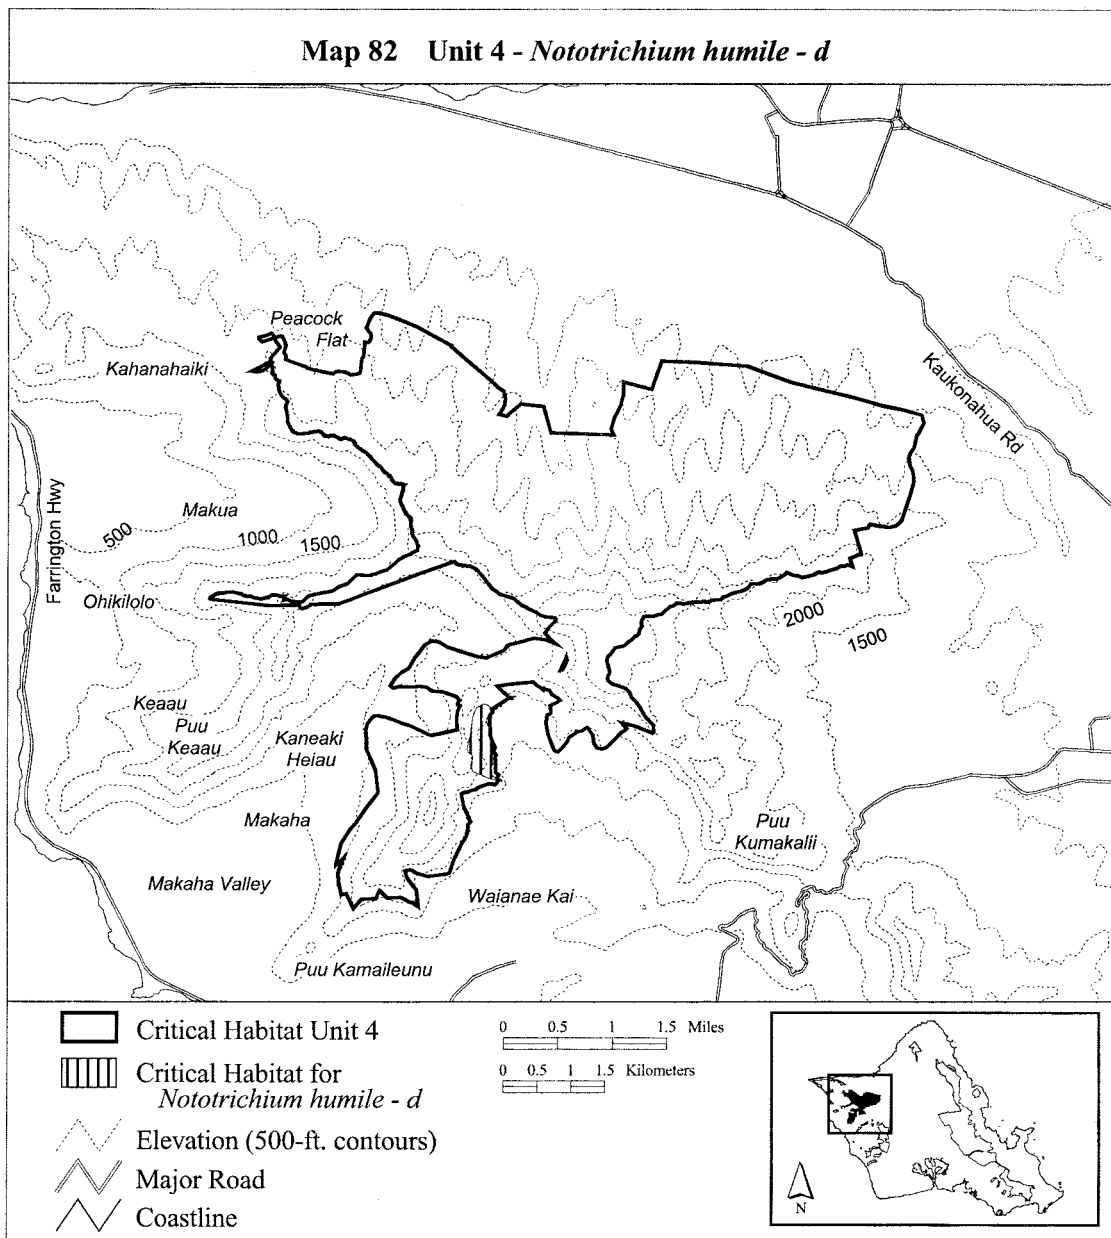 Map 82 Unit 4 - Nototrichium humile - d
Peacock
Flat
Kahanahaiki
Kaukonahua Rd
Farrington Hwy
Makua
500
1000
1500
Ohikilolo
2000
1500
Keaau
Puu
Keaau
Kaneaki
Heiau
Makaha
Puu
Kumakalii
Makaha Valley
Waianae Kai
Puu Kamaileunu
Critical Habitat Unit 4
Critical Habitat for
Nototrichium humile - d
Elevation (500-ft. contours)
Major Road
Coastline
0 0.5 1 1.5 Miles
0 0.5 1 1.5 Kilometers
N